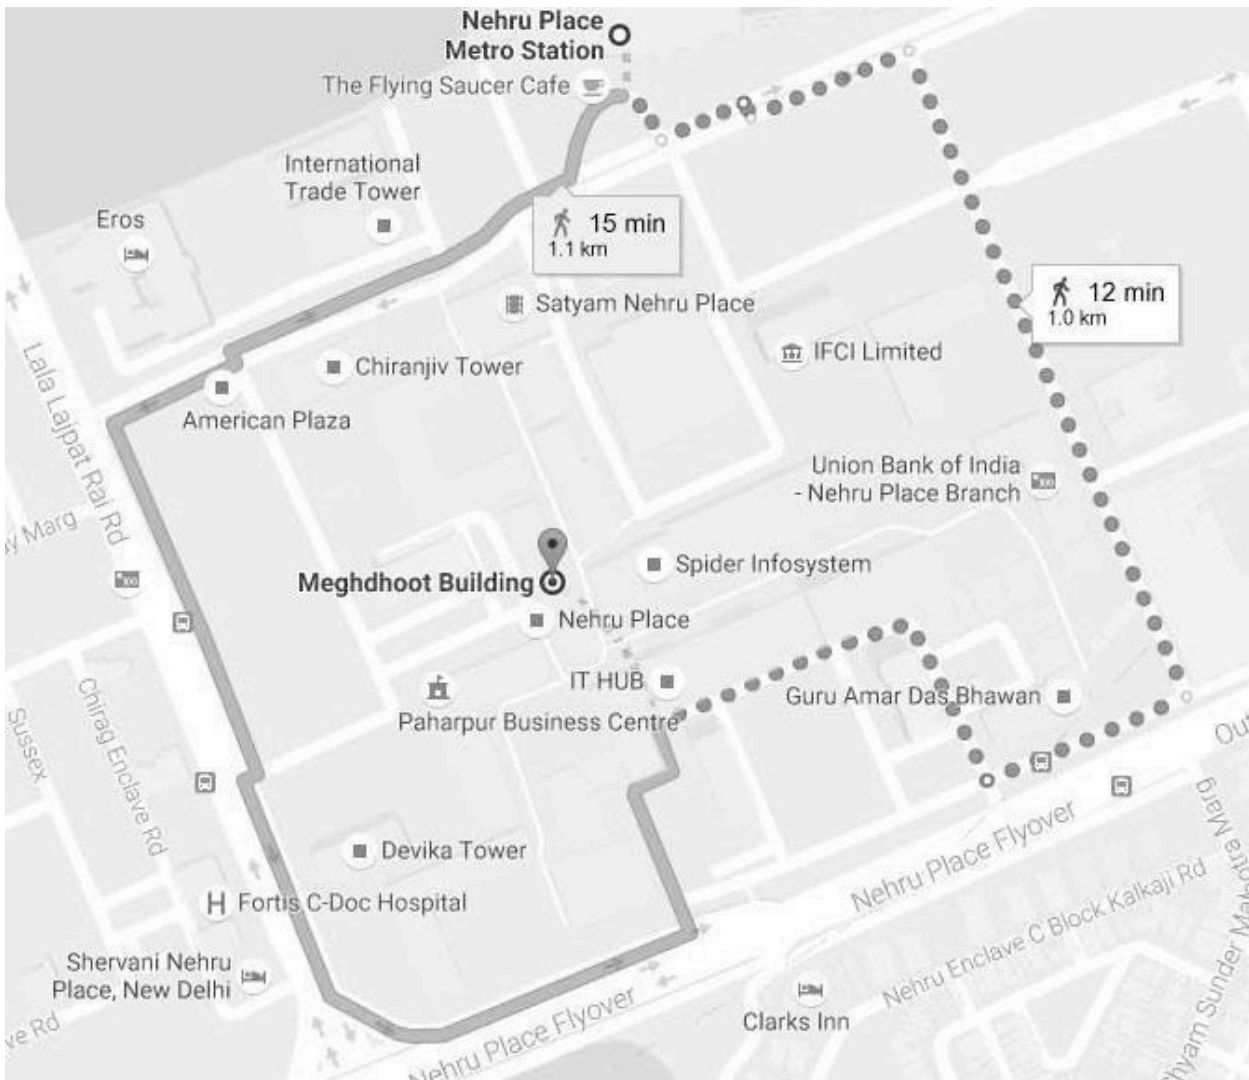 Nehru Place
Metro Station
The Flying Saucer Cafe
International
Trade Tower
Eros
15 min
1.1 km
12 min
1.0 km
Satyam Nehru Place
IFCI Limited
Chiranjiv Tower
American Plaza
Lala Lajpat Rai Rd
Union Bank of India
- Nehru Place Branch
Marg
Spider Infosystem
Meghdhoot Building
Nehru Place
IT HUB
Guru Amar Das Bhawan
Paharpur Business Centre
Chirag Enclave Rd
Sussex
Devika Tower
Nehru Place Flyover
H Fortis C-Doc Hospital
Nehru Enclave C Block Kalkaji Rd
Shervani Nehru
Place, New Delhi
Clarks Inn
Nehru Place Flyover
Rd